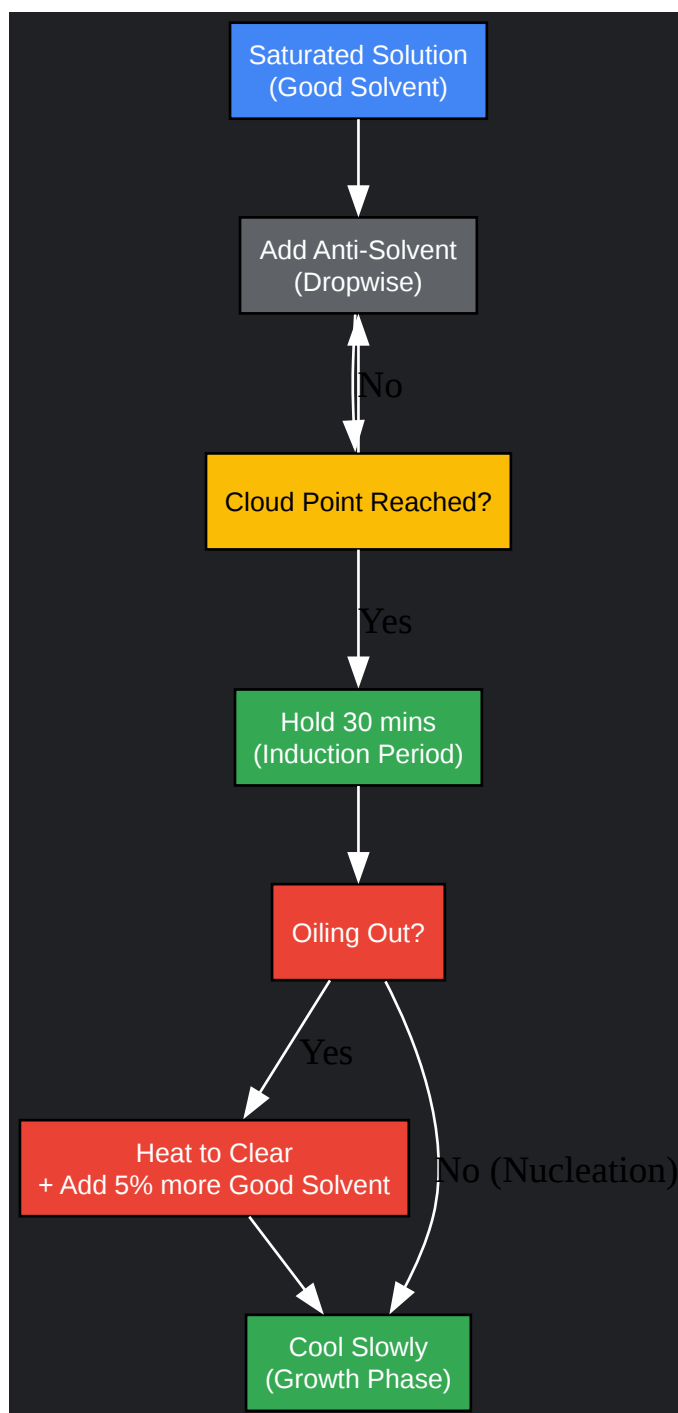 Saturated Solution
(Good Solvent)
Add Anti-Solvent
(Dropwise)
No
Cloud Point Reached?
Yes
Hold 30 mins
(Induction Period)
Oiling Out?
Yes
Heat to Clear
+ Add 5% more Good Solvent
No (Nucleation)
Cool Slowly
(Growth Phase)